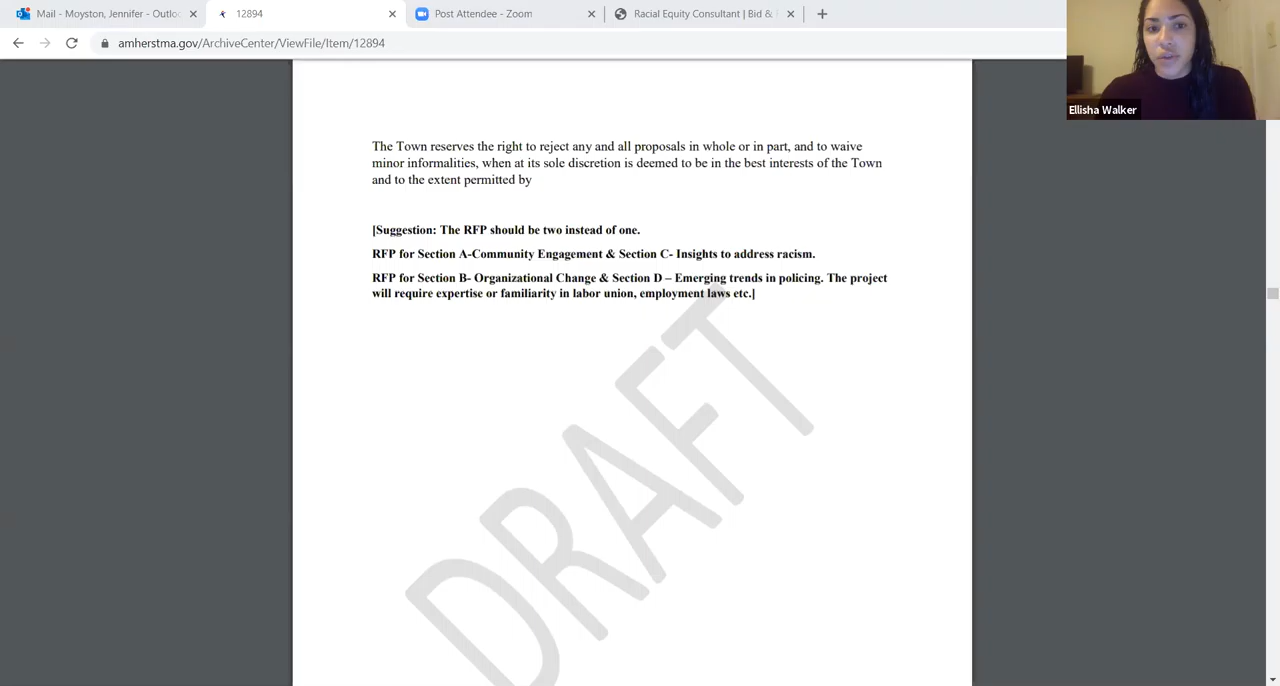 Mail - Moyston, Jennifer - Outlo
12894
Post Attendee - Zoom
Racial Equity Consultant | Bid &
amherstma.gov/ArchiveCenter/ViewFile/Item/12894
Ellisha Walker
The Town reserves the right to reject any and all proposals in whole or in part, and to waive
minor informalities, when at its sole discretion is deemed to be in the best interests of the Town
and to the extent permitted by
[Suggestion: The RFP should be two instead of one.
RFP for Section A-Community Engagement & Section C- Insights to address racism.
RFP for Section B- Organizational Change & Section D – Emerging trends in policing. The project
will require expertise or familiarity in labor union, employment laws etc.]
DRAFT